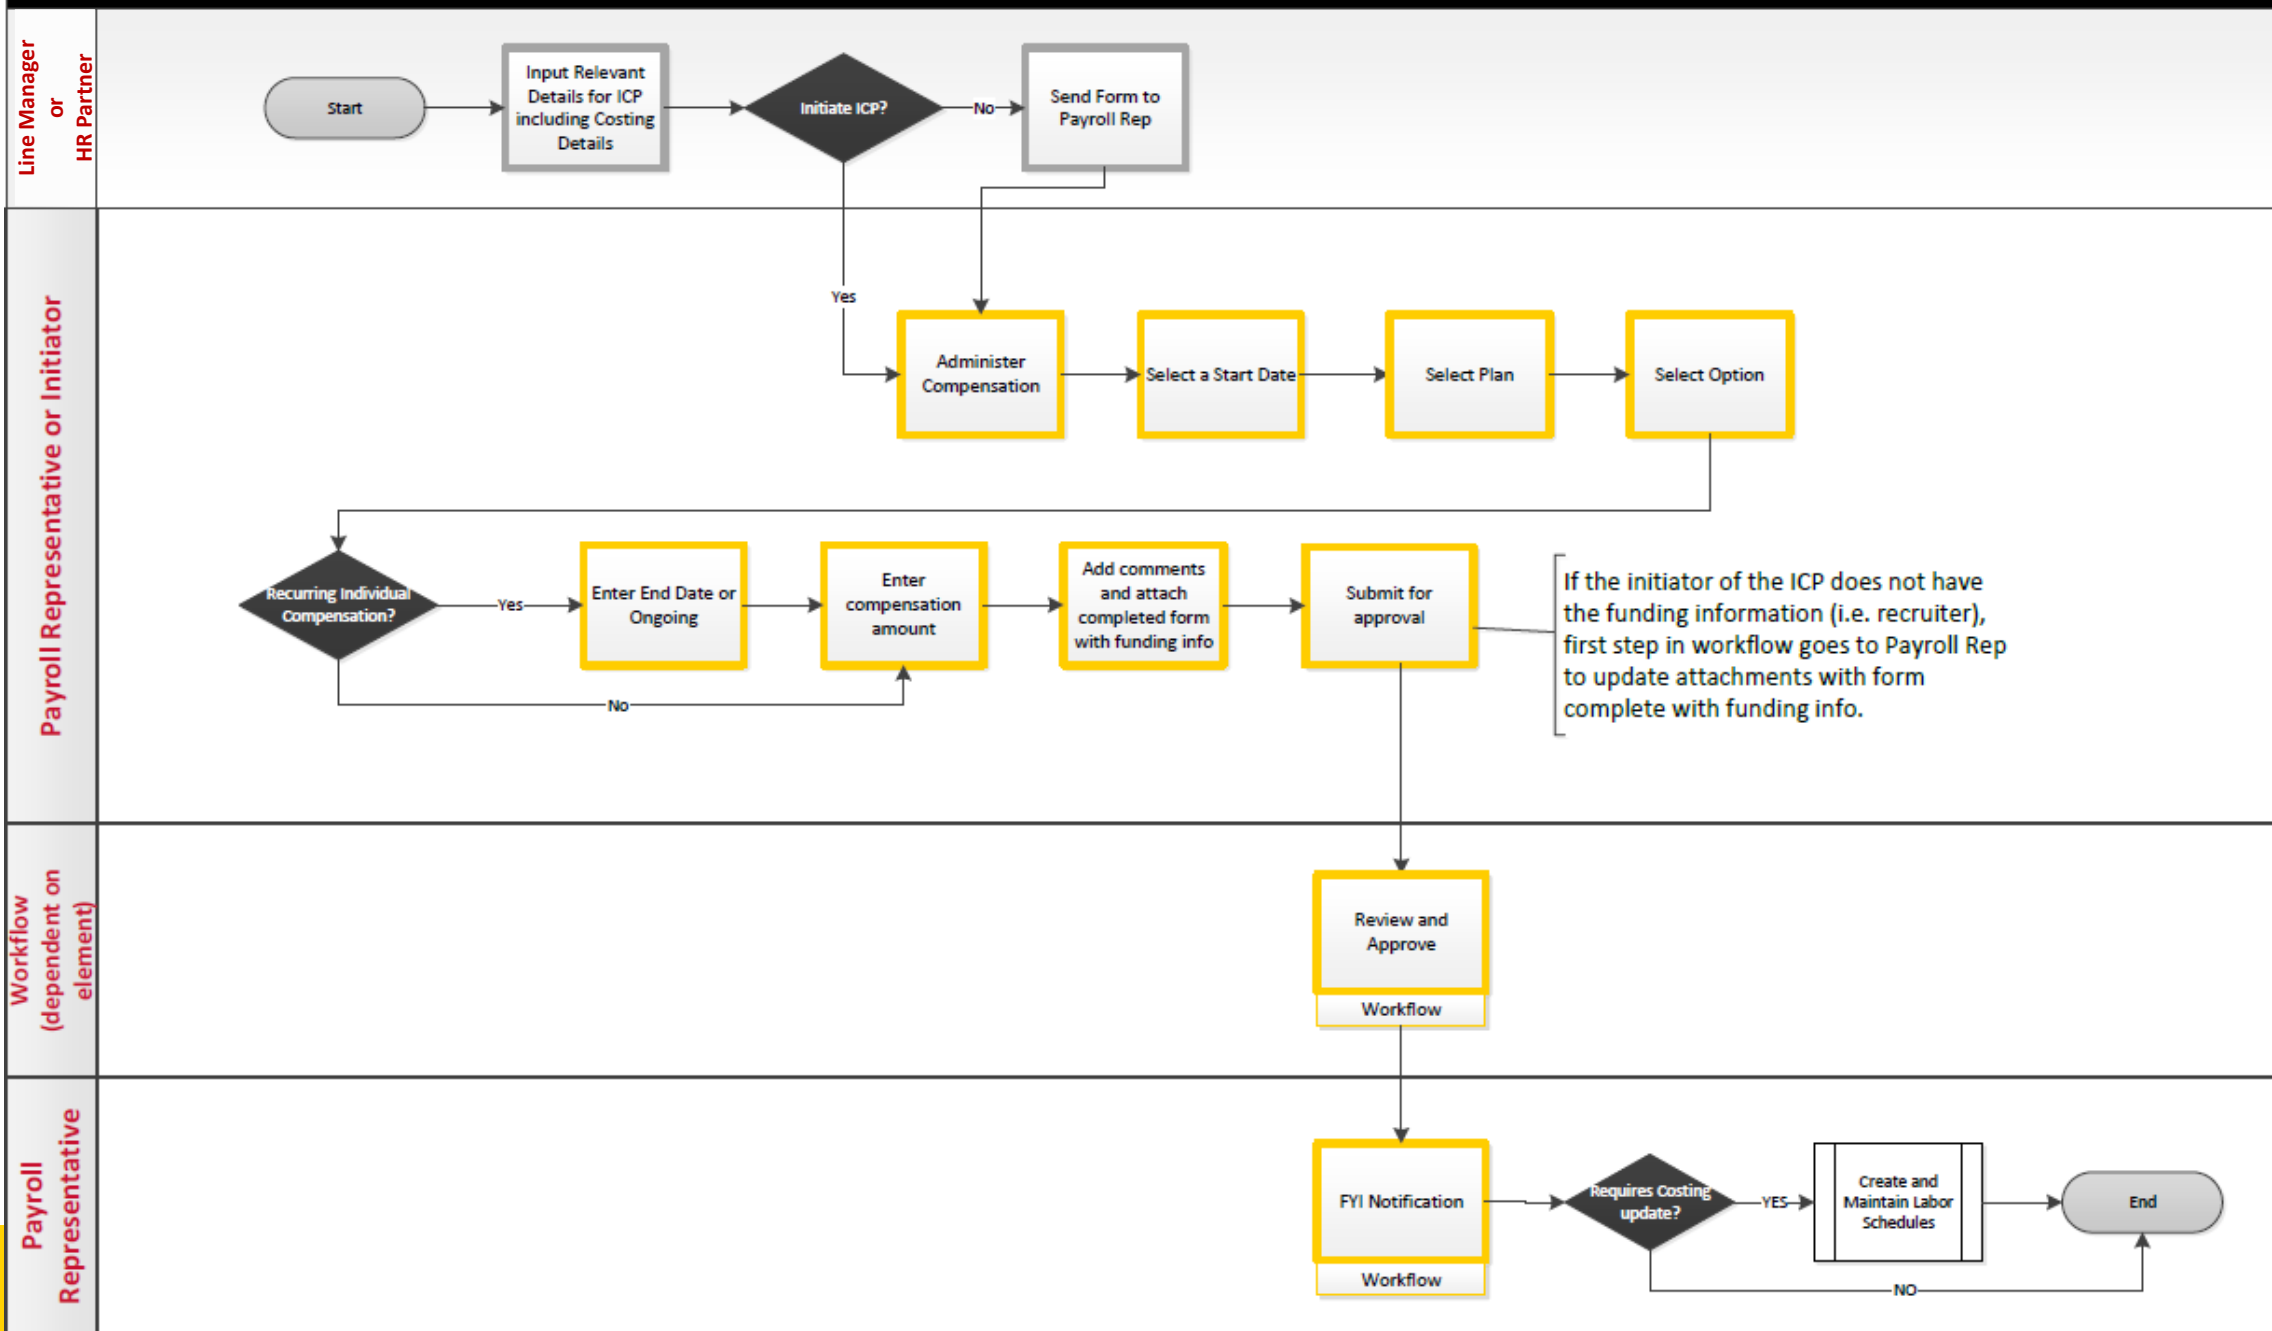 Line Manager
or
HR Partner
Start
Input Relevant
Details for ICP
including Costing
Details
Initiate ICP?
No
Send Form to
Payroll Rep
Payroll Representative or Initiator
Yes
Administer
Compensation
Select a Start Date
Select Plan
Select Option
Recurring Individual
Compensation?
Yes
Enter End Date or
Ongoing
Enter
compensation
amount
Add comments
and attach
completed form
with funding info
Submit for
approval
If the initiator of the ICP does not have
the funding information (i.e. recruiter),
first step in workflow goes to Payroll Rep
to update attachments with form
complete with funding info.
No
Workflow
(dependent on
element)
Review and
Approve
Workflow
Payroll
Representative
FYI Notification
Workflow
Requires Costing
update?
YES
Create and
Maintain Labor
Schedules
End
NO